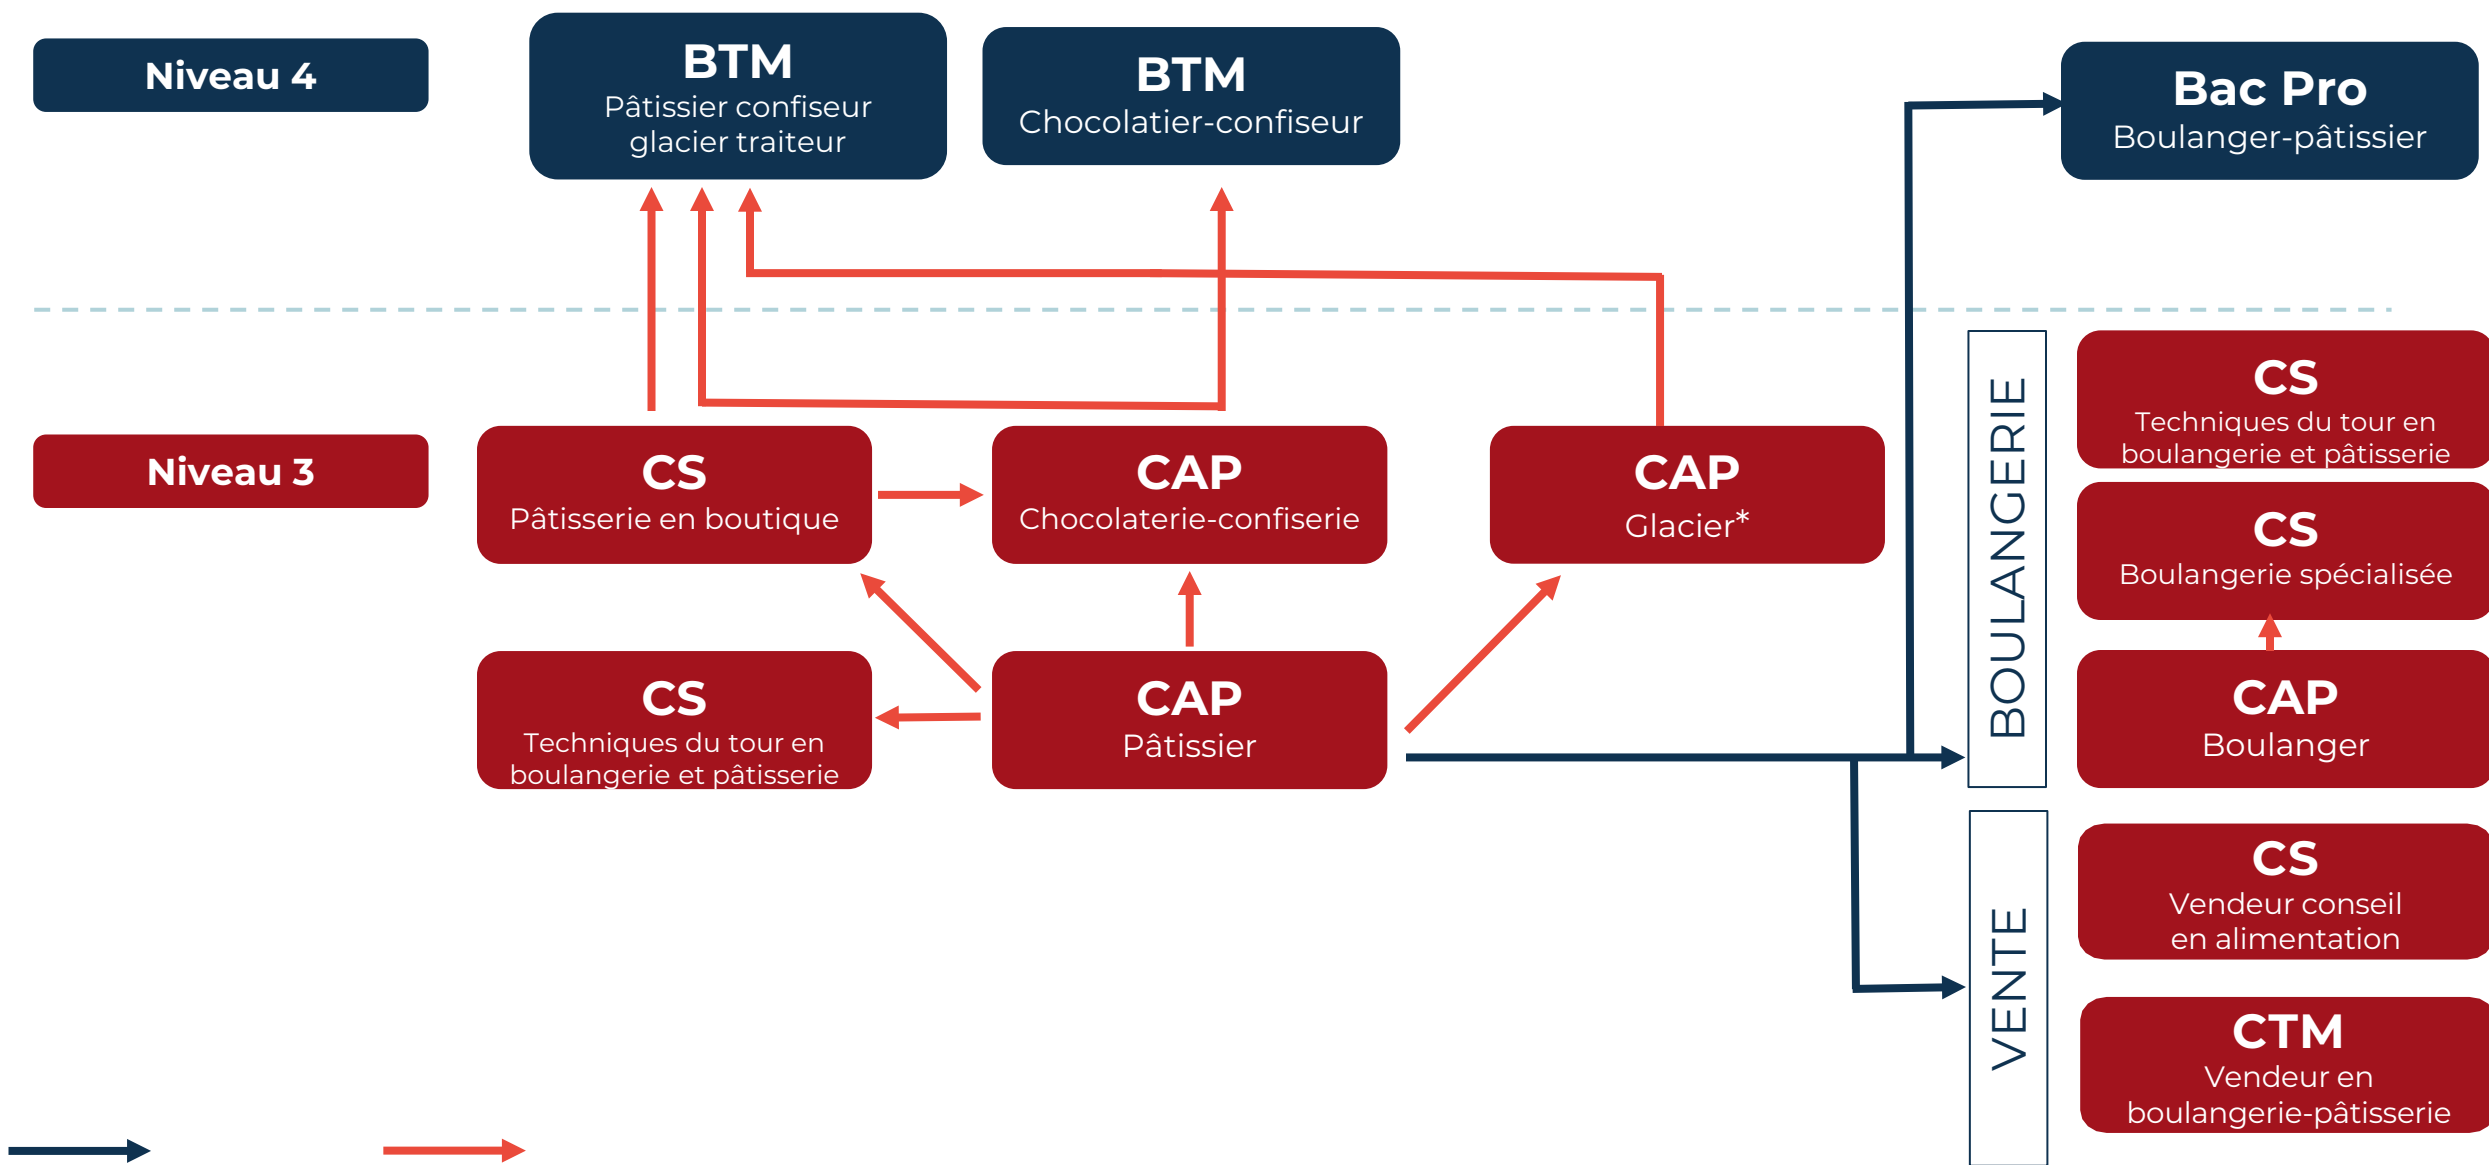 Niveau 4
BTM
Pâtissier confiseur
glacier traiteur
BTM
Chocolatier-confiseur
Bac Pro
Boulanger-pâtissier
Niveau 3
CS
Pâtisserie en boutique
CAP
Chocolaterie-confiserie
CAP
Glacier*
CS
Techniques du tour en
boulangerie et pâtisserie
CAP
Pâtissier
BOULANGERIE
CS
Techniques du tour en
boulangerie et pâtisserie
CS
Boulangerie spécialisée
CAP
Boulanger
VENTE
CS
Vendeur conseil
en alimentation
CTM
Vendeur en
boulangerie-pâtisserie